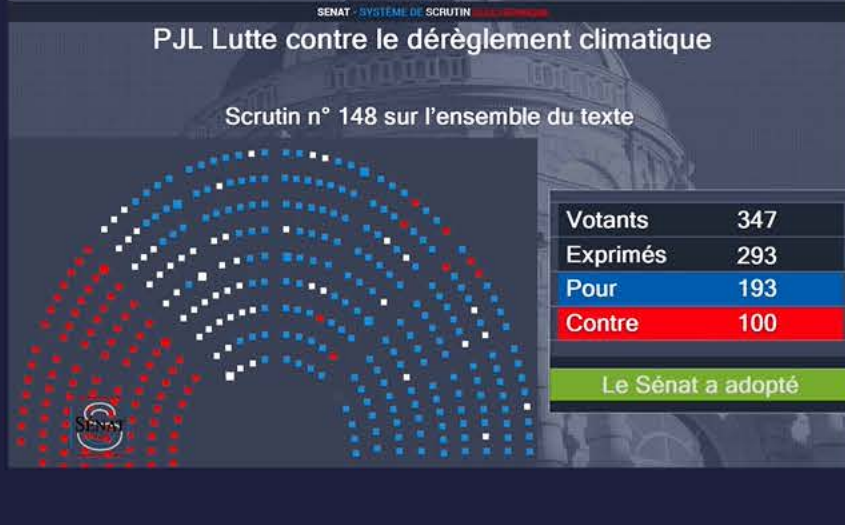 SENAT - SYSTÈME DE SCRUTIN
PJL Lutte contre le dérèglement climatique
Scrutin n° 148 sur l'ensemble du texte
Votants 347
Exprimés 293
Pour 193
Contre 100
Le Sénat a adopté
SÉNAT